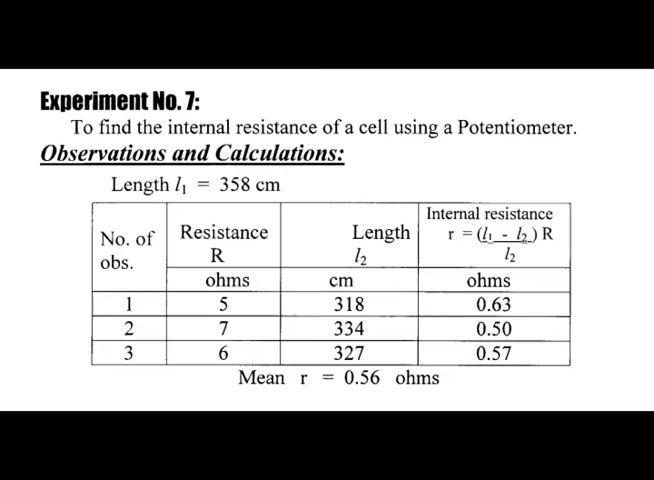 Experiment No. 7:
To find the internal resistance of a cell using a Potentiometer.
Observations and Calculations:
Length l₁ = 358 cm
No. of obs. | Resistance R | Length l₂ | Internal resistance r = (l₁ - l₂) R / l₂
ohms | cm | ohms
1 | 5 | 318 | 0.63
2 | 7 | 334 | 0.50
3 | 6 | 327 | 0.57
Mean r = 0.56 ohms